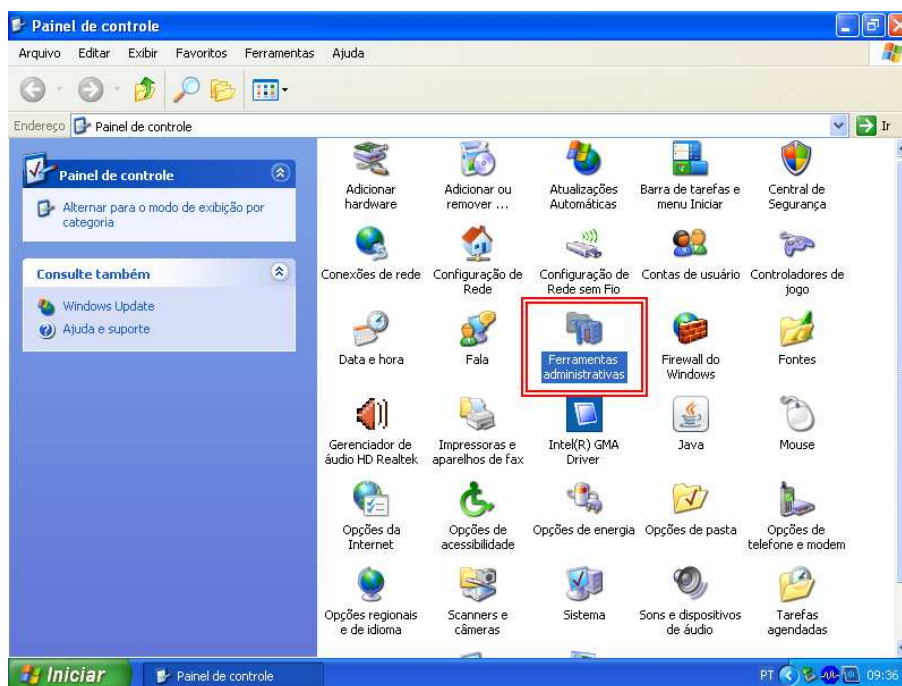 Painel de controle
Arquivo Editar Exibir Favoritos Ferramentas Ajuda
Endereço Painel de controle Ir
Painel de controle
Alternar para o modo de exibição por
categoria
Consulte também
Windows Update
Ajuda e suporte
Adicionar
hardware
Adicionar ou
remover ...
Atualizações
Automáticas
Barra de tarefas e
menu Iniciar
Central de
Segurança
Conexões de rede
Configuração de
Rede
Configuração de
Rede sem Fio
Contas de usuário
Controladores de
jogo
Data e hora
Fala
Ferramentas
administrativas
Firewall do
Windows
Fontes
Gerenciador de
áudio HD Realtek
Impressoras e
aparelhos de fax
Intel(R) GMA
Driver
Java
Mouse
Opções da
Internet
Opções de
acessibilidade
Opções de energia
Opções de pasta
Opções de
telefone e modem
Opções regionais
e de idioma
Scanners e
câmeras
Sistema
Sons e dispositivos
de áudio
Tarefas
agendadas
Iniciar Painel de controle PT 09:36